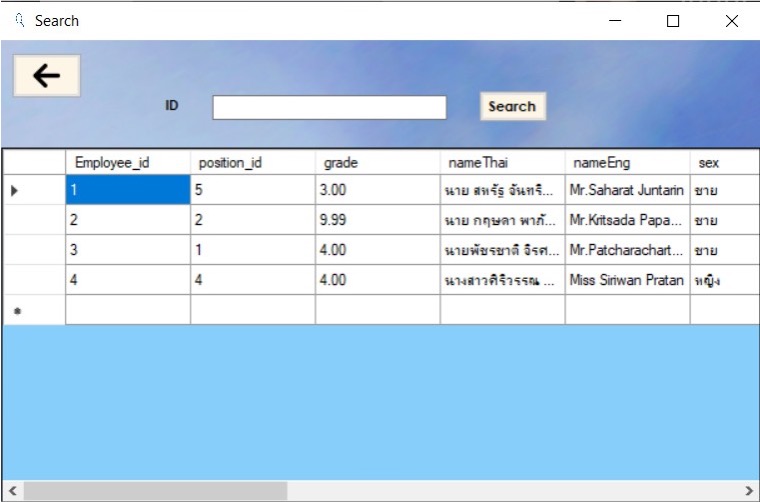 Search
ID Search
Employee_id position_id grade nameThai nameEng sex
1 5 3.00 นาย สหรัฐ จันทริ... Mr.Saharat Juntarin ชาย
2 2 9.99 นาย กฤษดา พาภั... Mr.Kritsada Papa... ชาย
3 1 4.00 นายพัชรชาติ จิรศ... Mr.Patcharachart... ชาย
4 4 4.00 นางสาวศิริวรรณ ... Miss Siriwan Pratan หญิง